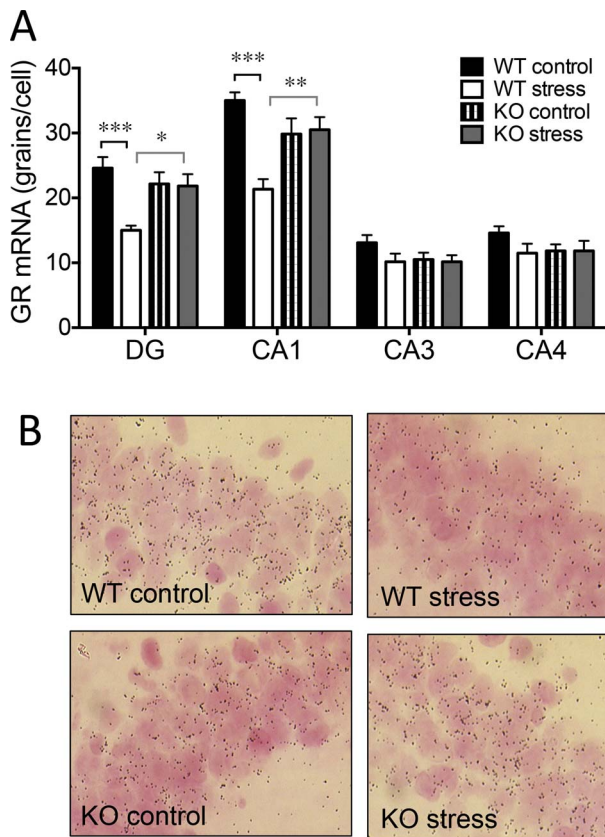 A
GR mRNA (grains/cell)
40
30
20
10
0
***
*
***
**
WT control
WT stress
KO control
KO stress
DG
CA1
CA3
CA4
B
WT control
WT stress
KO control
KO stress